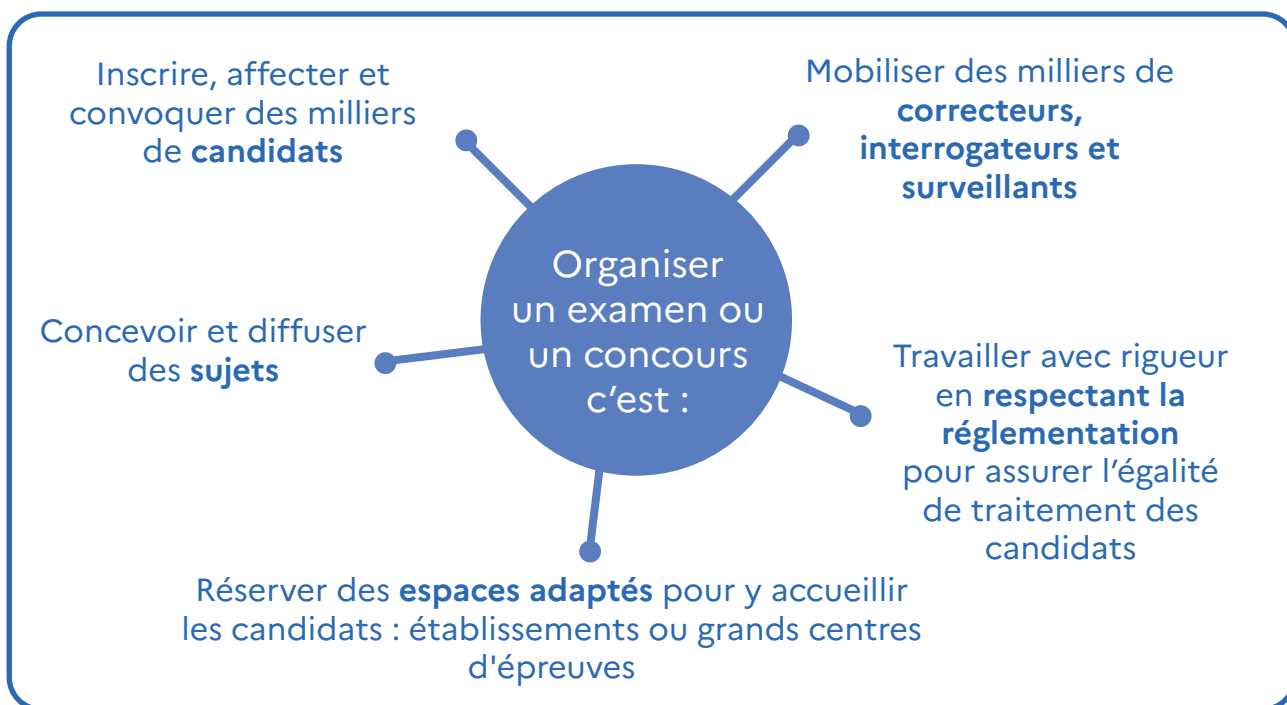 Inscrire, affecter et
convoquer des milliers
de candidats
Mobiliser des milliers de
correcteurs,
interrogateurs et
surveillants
Organiser
un examen ou
un concours
c’est :
Concevoir et diffuser
des sujets
Travailler avec rigueur
en respectant la
réglementation
pour assurer l’égalité
de traitement des
candidats
Réserver des espaces adaptés pour y accueillir
les candidats : établissements ou grands centres
d'épreuves